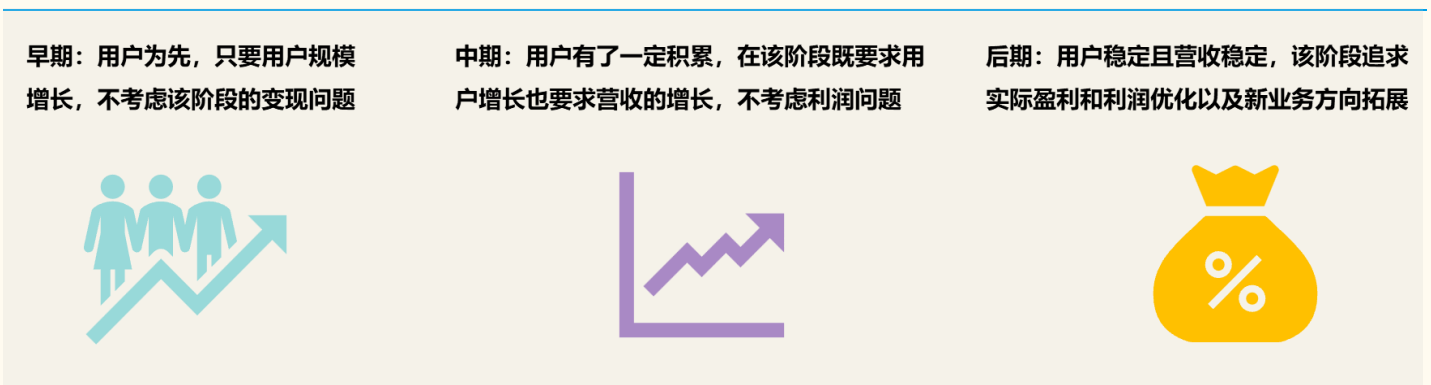 早期：用户为先，只要用户规模
增长，不考虑该阶段的变现问题
中期：用户有了一定积累，在该阶段既要求用
户增长也要求营收的增长，不考虑利润问题
后期：用户稳定且营收稳定，该阶段追求
实际盈利和利润优化以及新业务方向拓展
%